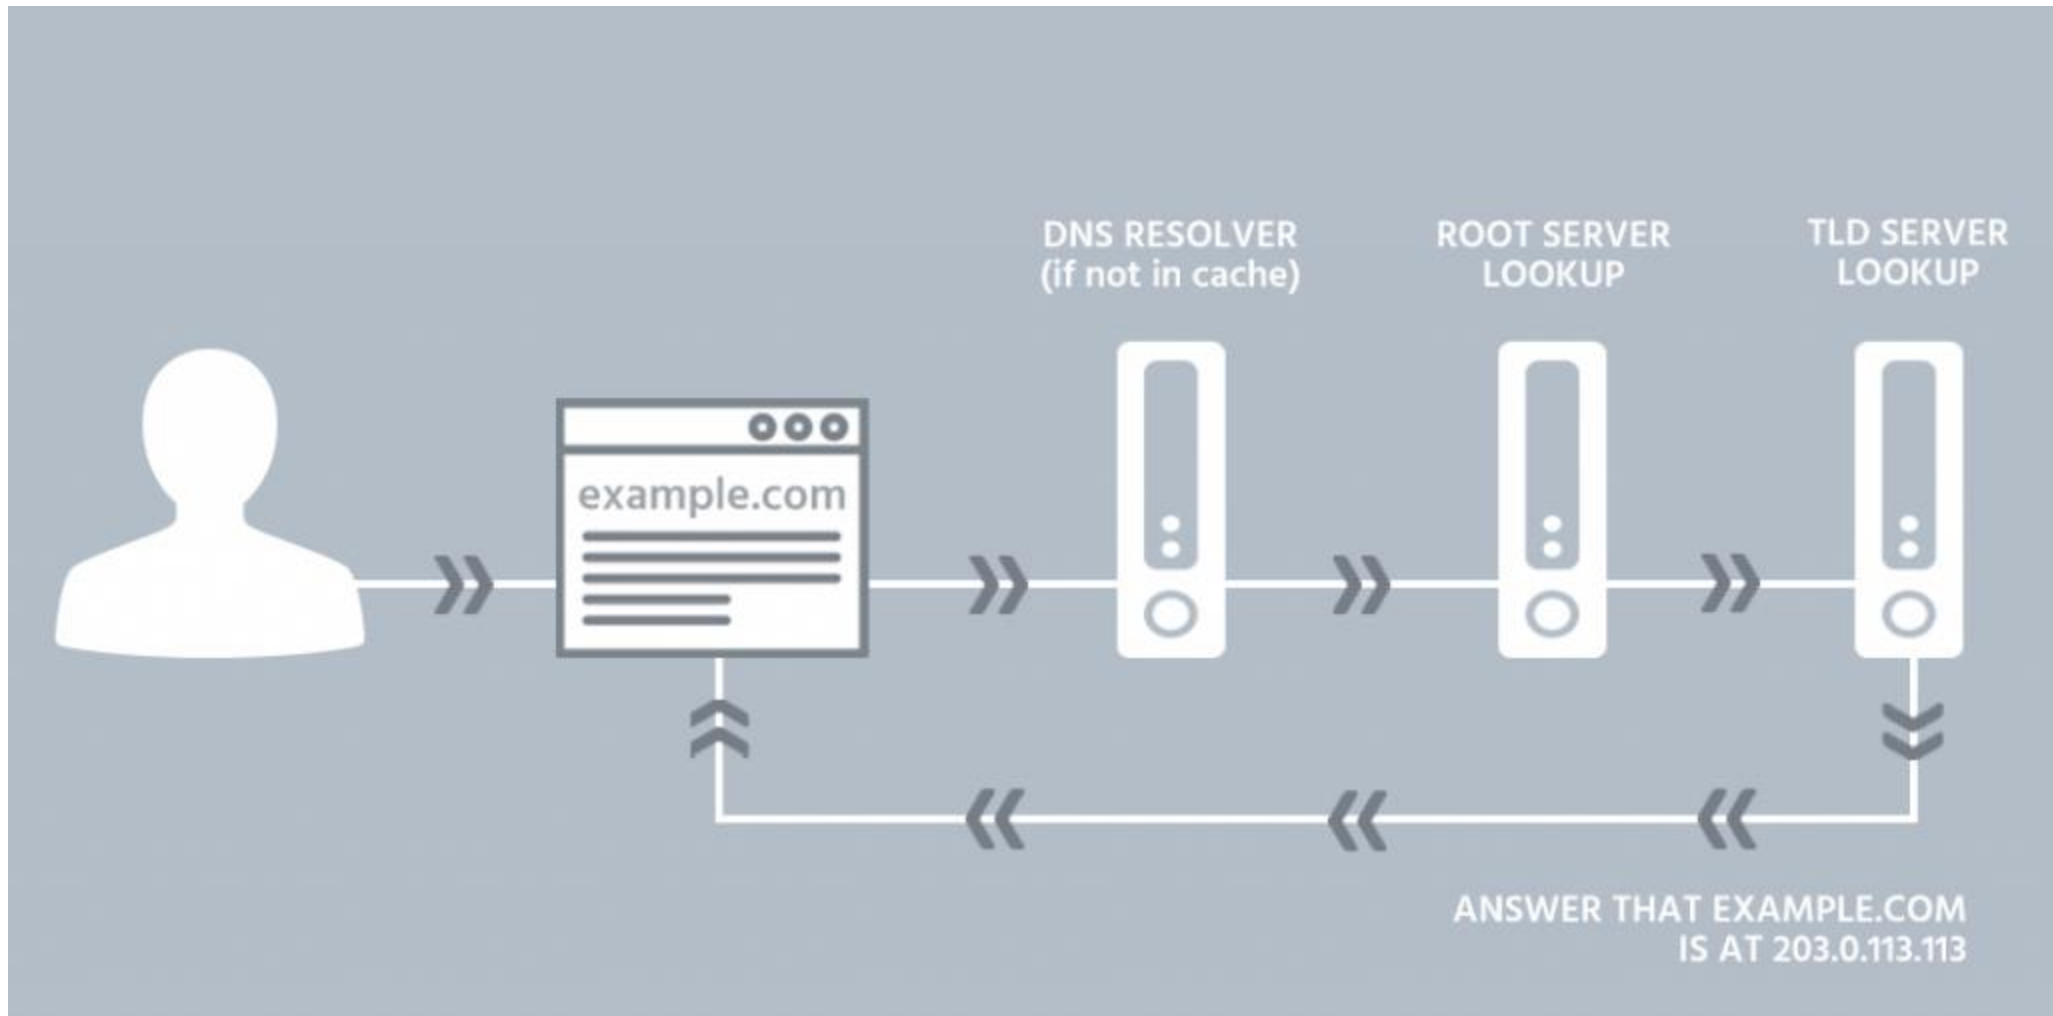 DNS RESOLVER
(if not in cache)
ROOT SERVER
LOOKUP
TLD SERVER
LOOKUP
example.com
ANSWER THAT EXAMPLE.COM
IS AT 203.0.113.113